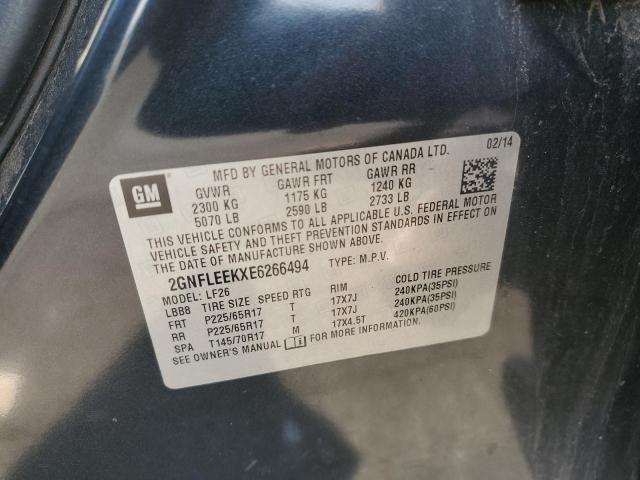 GM
MFD BY GENERAL MOTORS OF CANADA LTD. 02/14
GVWR GAWR FRT GAWR RR
2300 KG 1175 KG 1240 KG
5070 LB 2590 LB 2733 LB
THIS VEHICLE CONFORMS TO ALL APPLICABLE U.S. FEDERAL MOTOR
VEHICLE SAFETY AND THEFT PREVENTION STANDARDS IN EFFECT ON
THE DATE OF MANUFACTURE SHOWN ABOVE.
2GNFLEEKXE6266494 TYPE: M.P.V.
MODEL: LF26
LBB8 TIRE SIZE SPEED RTG RIM COLD TIRE PRESSURE
FRT P225/65R17 T 17X7J 240KPA(35PSI)
RR P225/65R17 T 17X7J 240KPA(35PSI)
SPA T145/70R17 M 17X4.5T 420KPA(60PSI)
SEE OWNER'S MANUAL FOR MORE INFORMATION